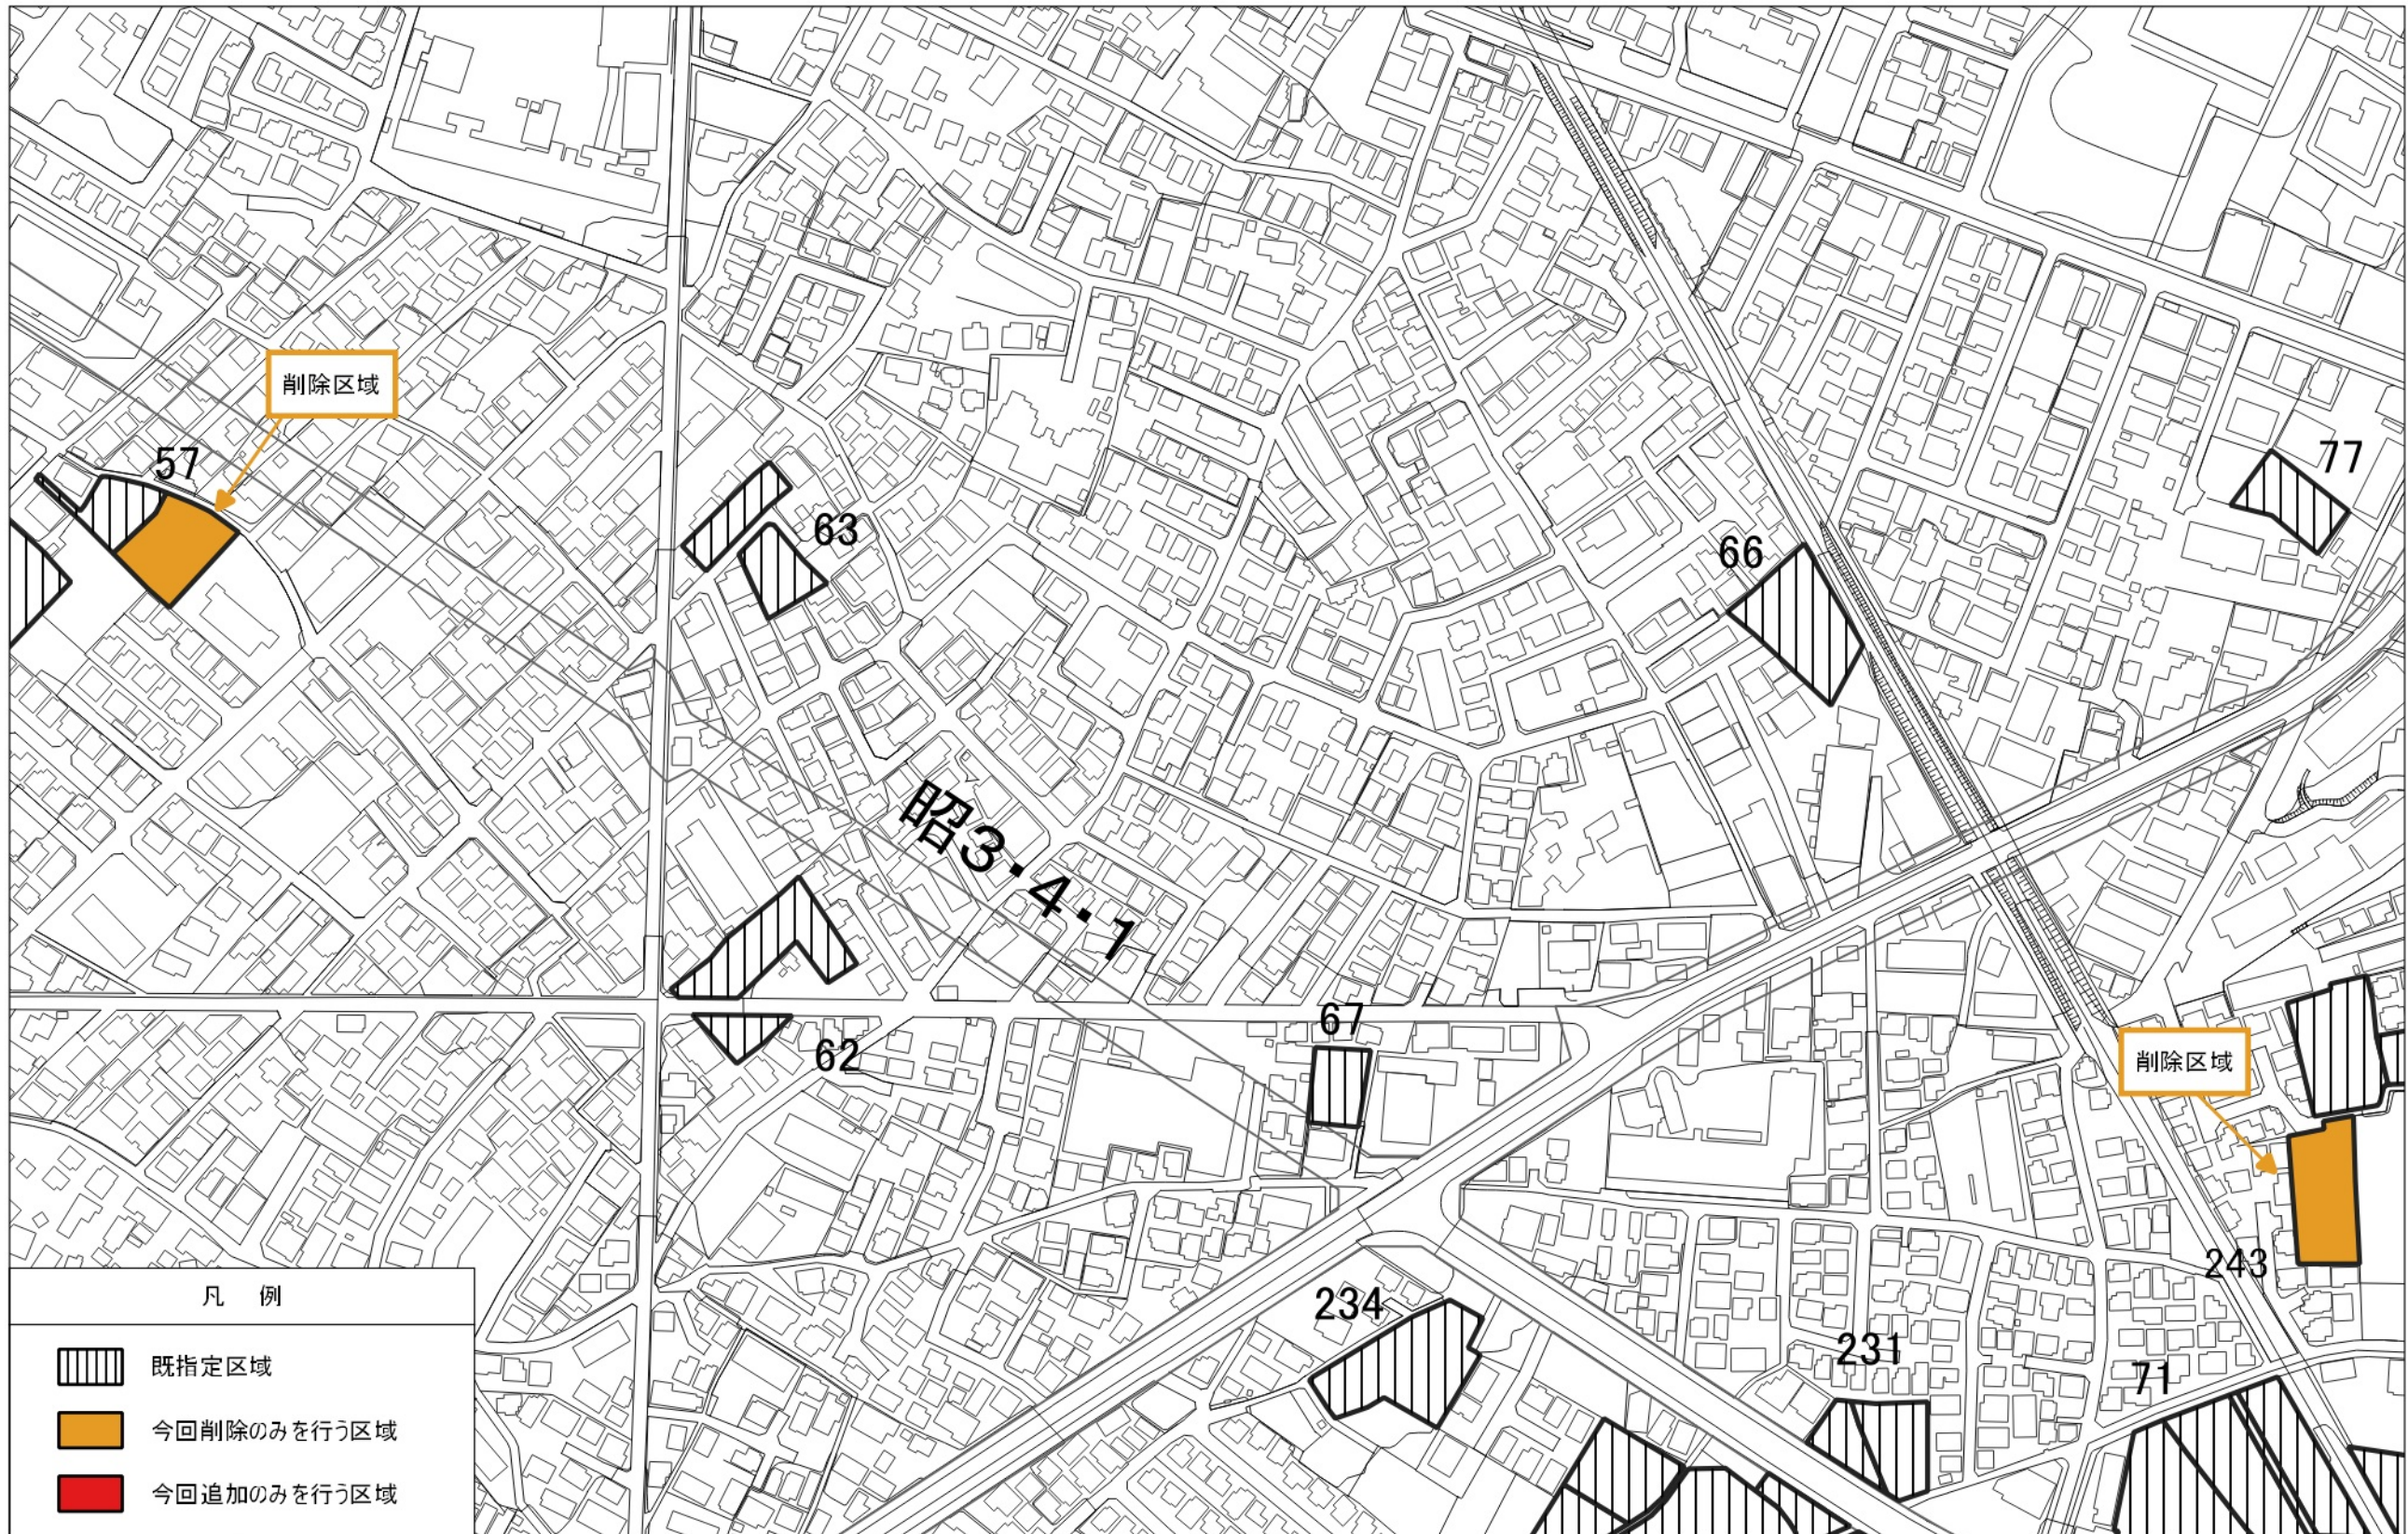 削除区域
57
63
77
66
昭3・4・1
67
62
削除区域
243
234
231
71
凡 例
既指定区域
今回削除のみを行う区域
今回追加のみを行う区域